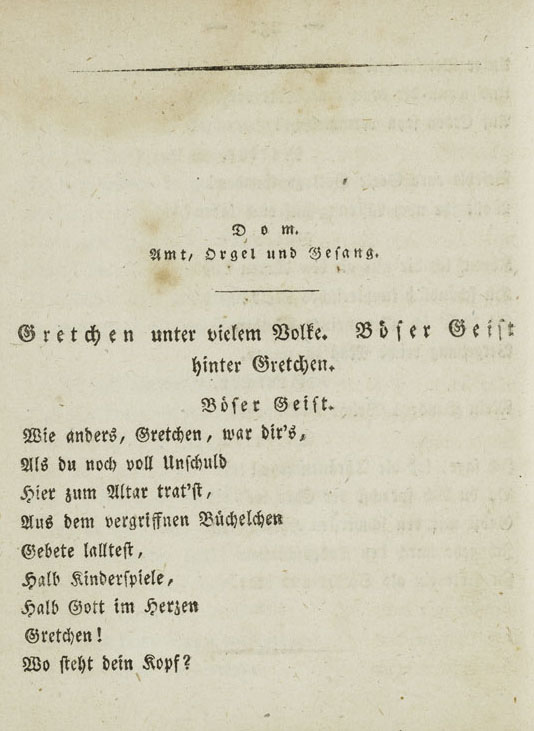 Dom.
Amt, Orgel und Gesang.
Gretchen unter vielem Volke. Böser Geist
hinter Gretchen.
Böser Geist.
Wie anders, Gretchen, war dir's,
Als du noch voll Unschuld
Hier zum Altar trat'st,
Aus dem vergriffnen Büchelchen
Gebete lalltest,
Halb Kinderspiele,
Halb Gott im Herzen
Gretchen!
Wo steht dein Kopf?